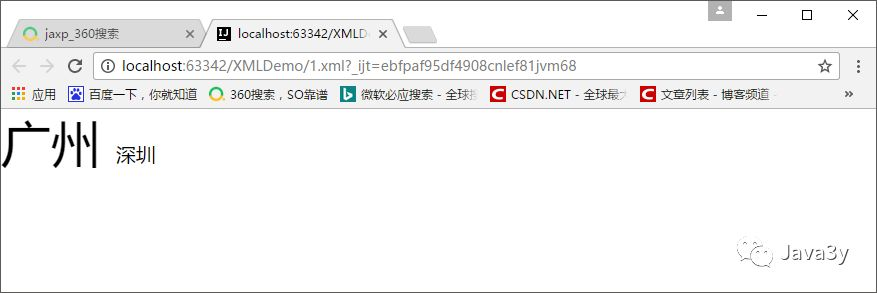 jaxp_360搜索
localhost:63342/XMLD
localhost:63342/XMLDemo/1.xml?_ijt=ebfpaf95df4908cnlef81jvm68
应用 百度一下，你就知道 360搜索，SO靠谱 微软必应搜索 - 全球搜 CSDN.NET - 全球最大 文章列表 - 博客频道 -
广州 深圳
Java3y